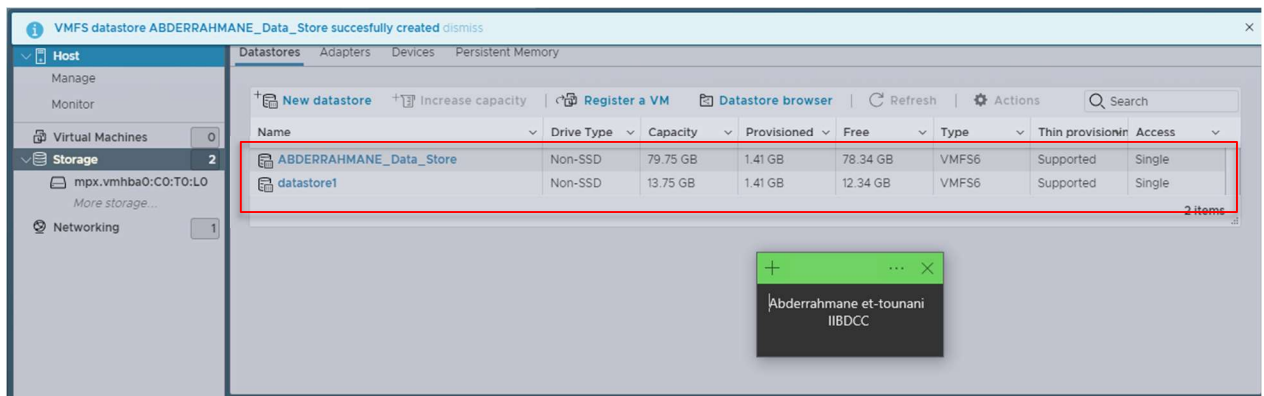 VMFS datastore ABDERRAHMANE_Data_Store succesfully created dismiss
Host
Manage
Monitor
Virtual Machines 0
Storage 2
mpx.vmhba0:C0:T0:L0
More storage...
Networking 1
Datastores Adapters Devices Persistent Memory
New datastore Increase capacity Register a VM Datastore browser Refresh Actions Search
Name Drive Type Capacity Provisioned Free Type Thin provisionin Access
ABDERRAHMANE_Data_Store Non-SSD 79.75 GB 1.41 GB 78.34 GB VMFS6 Supported Single
datastore1 Non-SSD 13.75 GB 1.41 GB 12.34 GB VMFS6 Supported Single
2 items
Abderrahmane et-tounani
IIBDCC